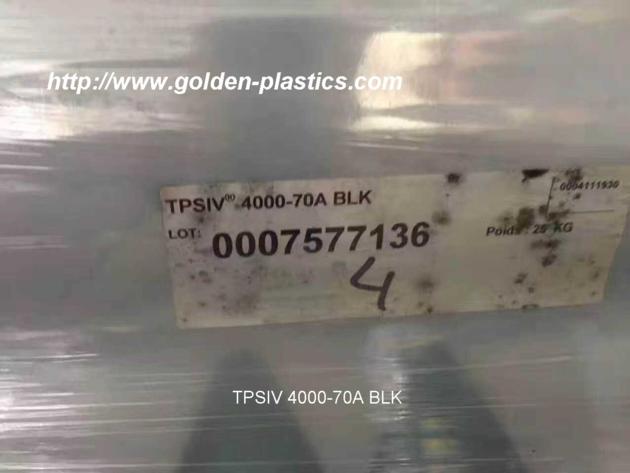 http://www.golden-plastics.com
0004111930
TPSIV® 4000-70A BLK
LOT: 0007577136 Poids : 25 KG
4
TPSIV 4000-70A BLK